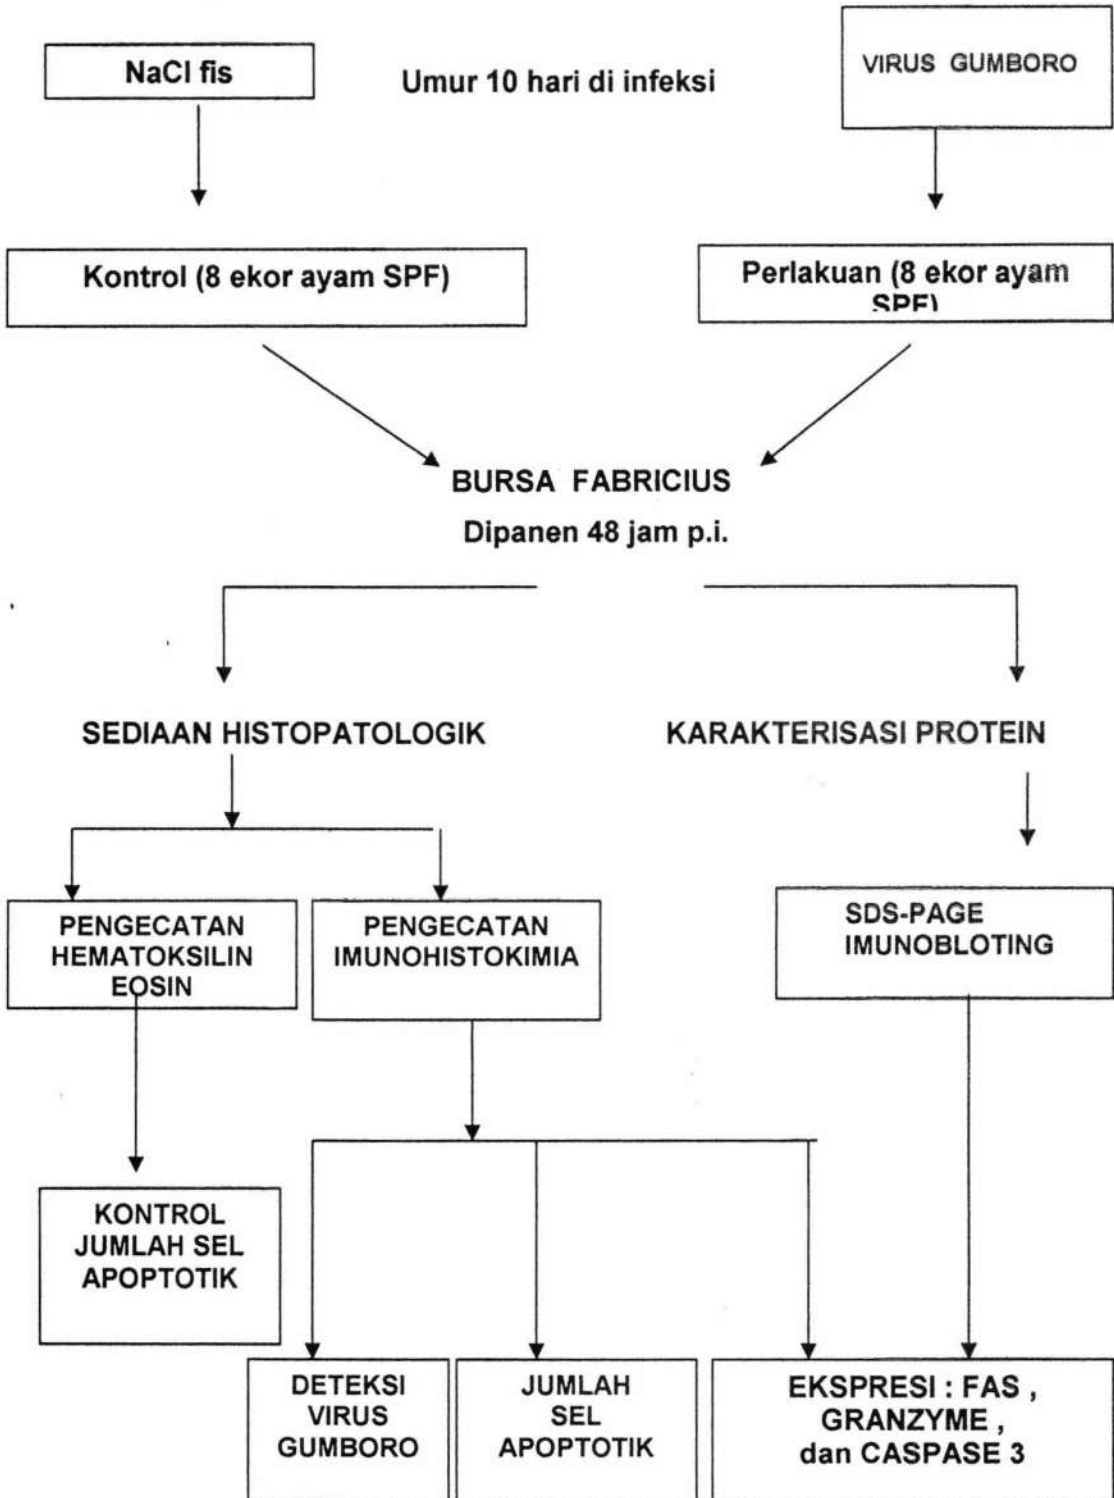 NaCl fis
Umur 10 hari di infeksi
VIRUS GUMBORO
Kontrol (8 ekor ayam SPF)
Perlakuan (8 ekor ayam
SPF)
BURSA FABRICIUS
Dipanen 48 jam p.i.
SEDIAAN HISTOPATOLOGIK
KARAKTERISASI PROTEIN
PENGECATAN
HEMATOKSILIN
EOSIN
PENGECATAN
IMUNOHISTOKIMIA
SDS-PAGE
IMUNOBLOTING
KONTROL
JUMLAH SEL
APOPTOTIK
DETEKSI
VIRUS
GUMBORO
JUMLAH
SEL
APOPTOTIK
EKSPRESI : FAS ,
GRANZYME ,
dan CASPASE 3